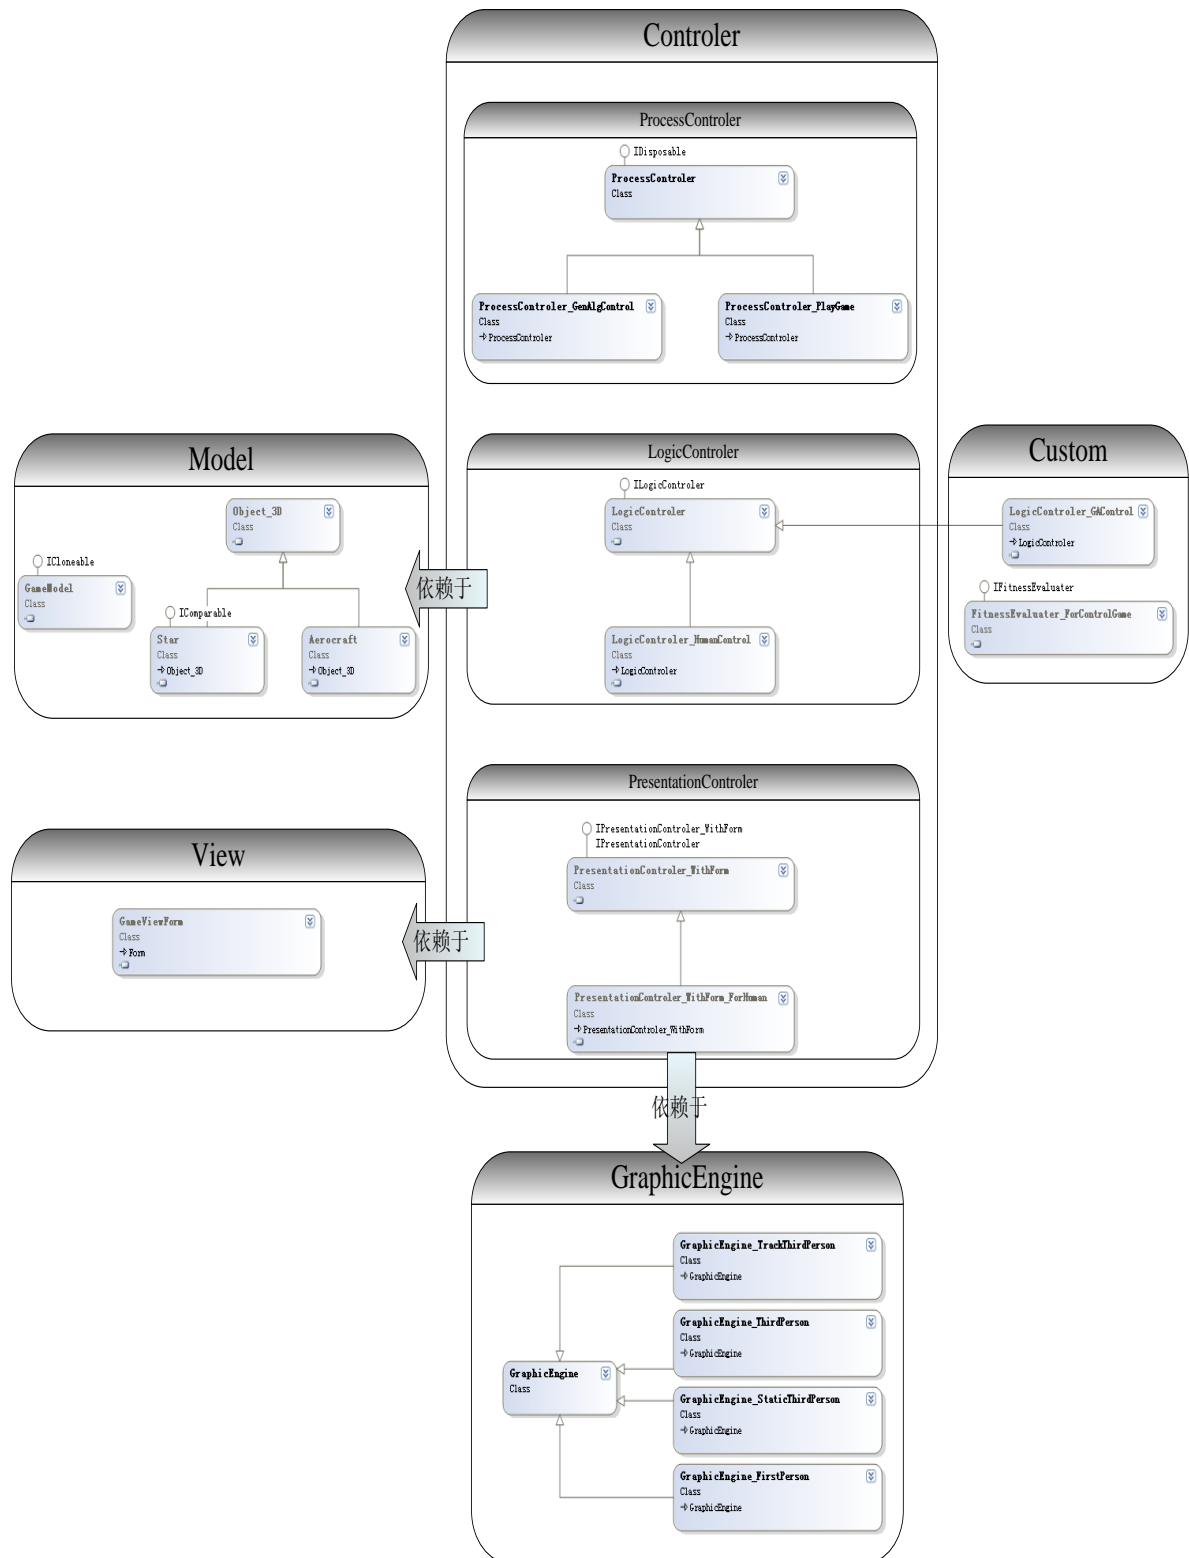 Controler
ProcessControler
IDisposable
ProcessControler
Class
ProcessControler_GenAlgControl
Class
ProcessControler
ProcessControler_PlayGame
Class
ProcessControler
Model
Object_3D
Class
ICloneable
GameModel
Class
IComparable
Star
Class
Object_3D
Aerocraft
Class
Object_3D
依赖于
LogicControler
ILogicControler
LogicControler
Class
LogicControler_HumanControl
Class
LogicControler
Custom
LogicControler_GAControl
Class
LogicControler
IFitnessEvaluater
FitnessEvaluater_ForControlGame
Class
View
GameViewForm
Class
Form
依赖于
PresentationControler
IPresentationControler_WithForm
IPresentationControler
PresentationControler_WithForm
Class
PresentationControler_WithForm_ForHuman
Class
PresentationControler_WithForm
依赖于
GraphicEngine
GraphicEngine_TrackThirdPerson
Class
GraphicEngine
GraphicEngine_ThirdPerson
Class
GraphicEngine
GraphicEngine
Class
GraphicEngine_StaticThirdPerson
Class
GraphicEngine
GraphicEngine_FirstPerson
Class
GraphicEngine